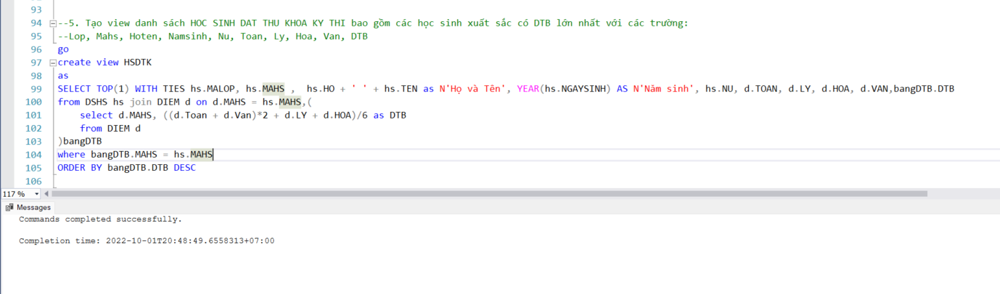 93
94 --5. Tạo view danh sách HOC SINH DAT THU KHOA KY THI bao gồm các học sinh xuất sắc có DTB lớn nhất với các trường:
95 --Lop, Mahs, Hoten, Namsinh, Nu, Toan, Ly, Hoa, Van, DTB
96 go
97 create view HSDTK
98 as
99 SELECT TOP(1) WITH TIES hs.MALOP, hs.MAHS ,  hs.HO + ' ' + hs.TEN as N'Họ và Tên', YEAR(hs.NGAYSINH) AS N'Năm sinh', hs.NU, d.TOAN, d.LY, d.HOA, d.VAN,bangDTB.DTB
100 from DSHS hs join DIEM d on d.MAHS = hs.MAHS,(
101     select d.MAHS, ((d.Toan + d.Van)*2 + d.LY + d.HOA)/6 as DTB
102     from DIEM d
103 )bangDTB
104 where bangDTB.MAHS = hs.MAHS
105 ORDER BY bangDTB.DTB DESC
106
117 %
Messages
Commands completed successfully.
Completion time: 2022-10-01T20:48:49.6558313+07:00